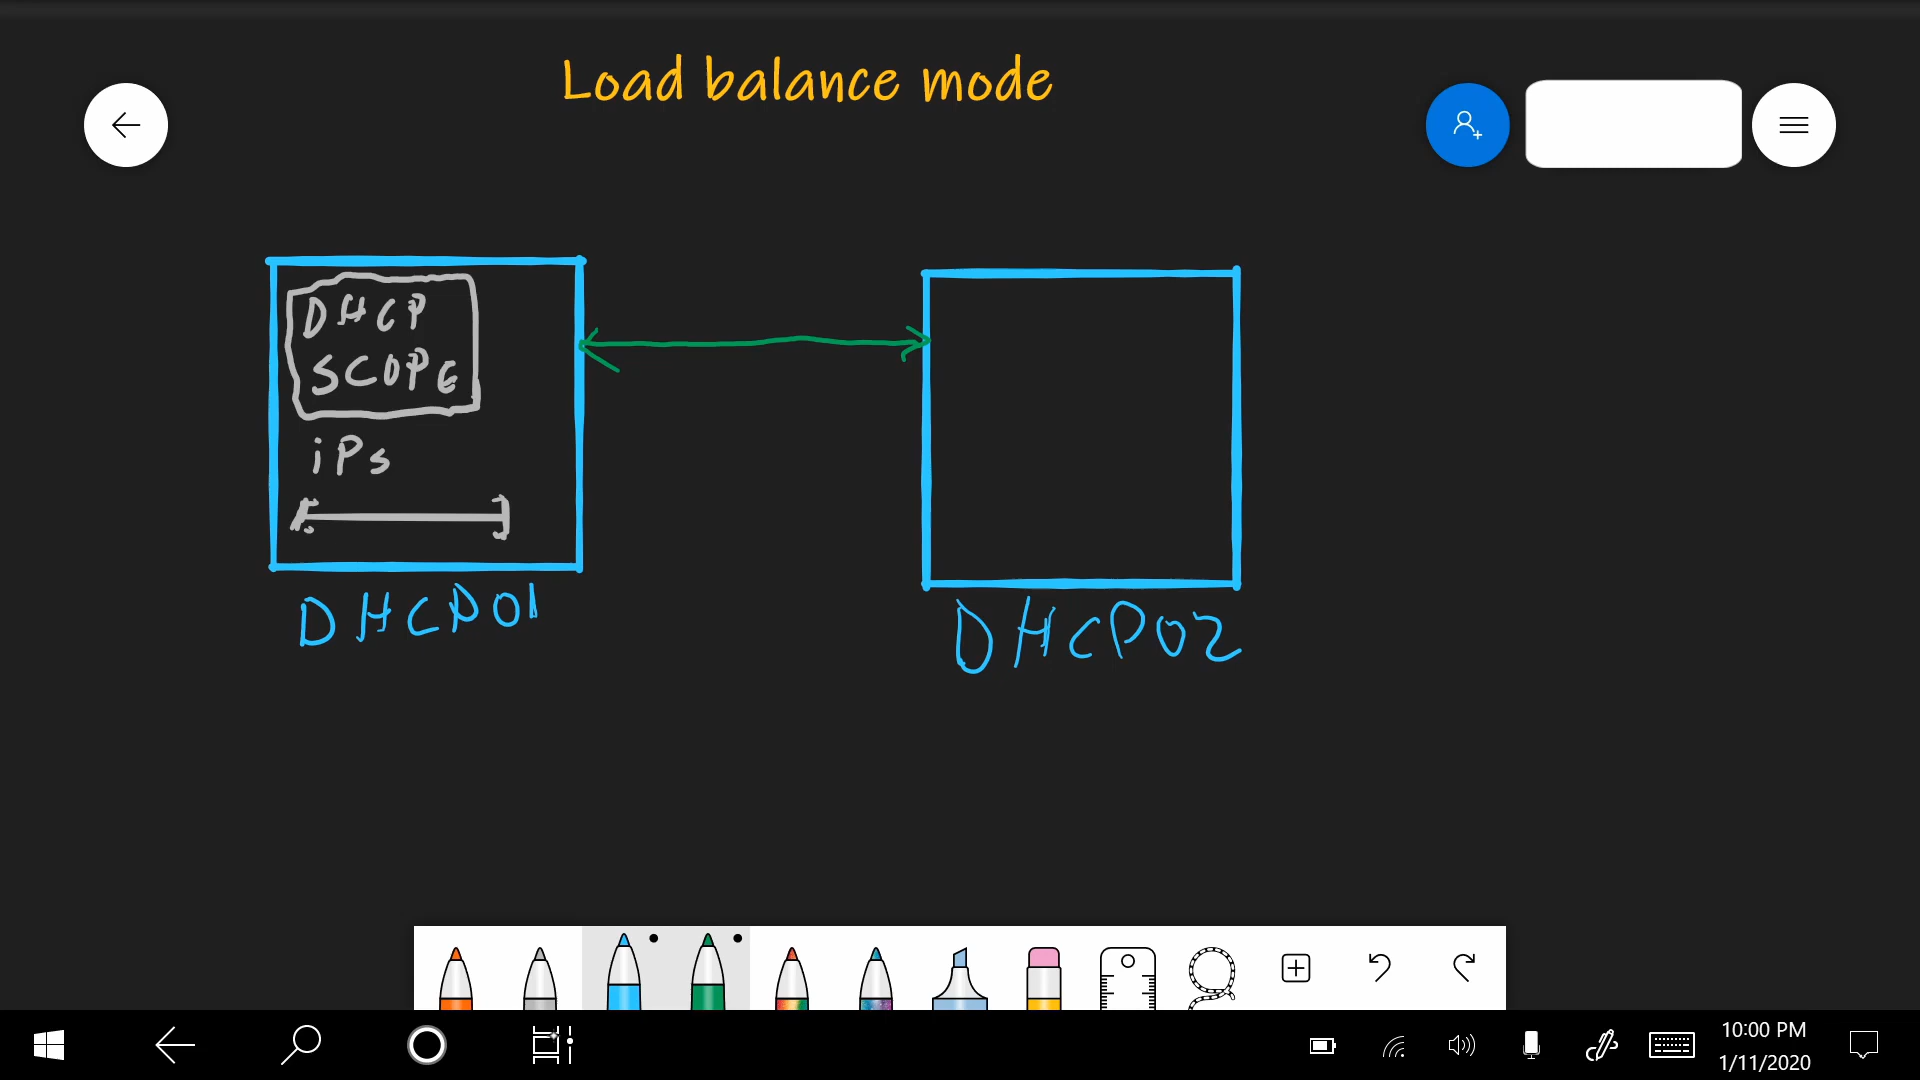 Load balance mode
DHCP
SCOPE
iPs
DHCP01
DHCP02
10:00 PM
1/11/2020